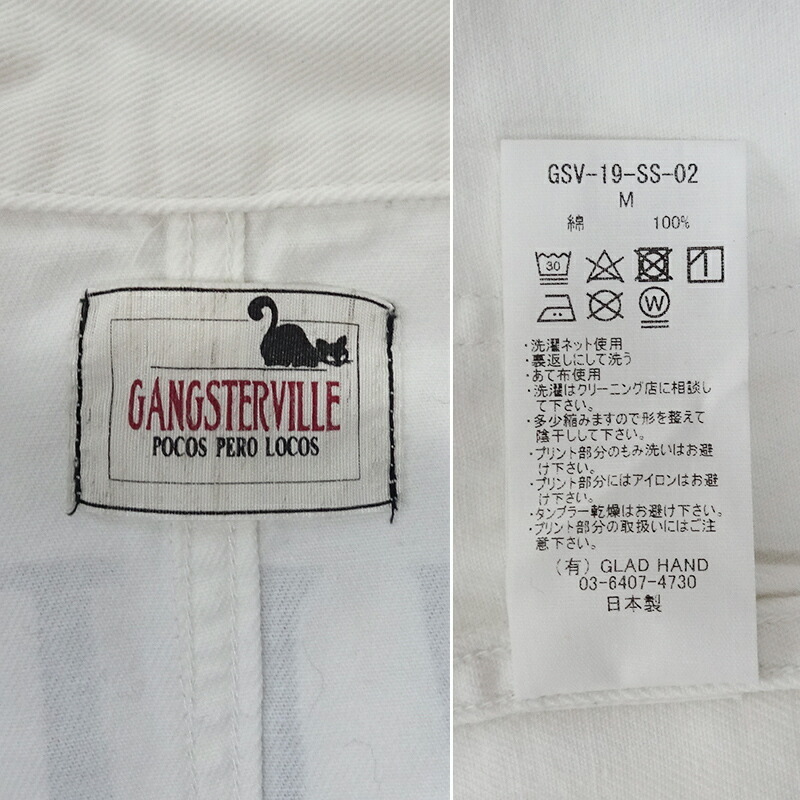 GANGSTERVILLE
POCOS PERO LOCOS
GSV-19-SS-02
M
綿 100%
30
W
・洗濯ネット使用
・裏返しにして洗う
・あて布使用
・洗濯はクリーニング店に相談し
て下さい。
・多少縮みますので形を整えて
陰干しして下さい。
・プリント部分のもみ洗いはお避
け下さい。
・プリント部分にはアイロンはお避
け下さい。
・タンブラー乾燥はお避け下さい。
・プリント部分の取扱いにはご注
意下さい。
(有) GLAD HAND
03-6407-4730
日本製